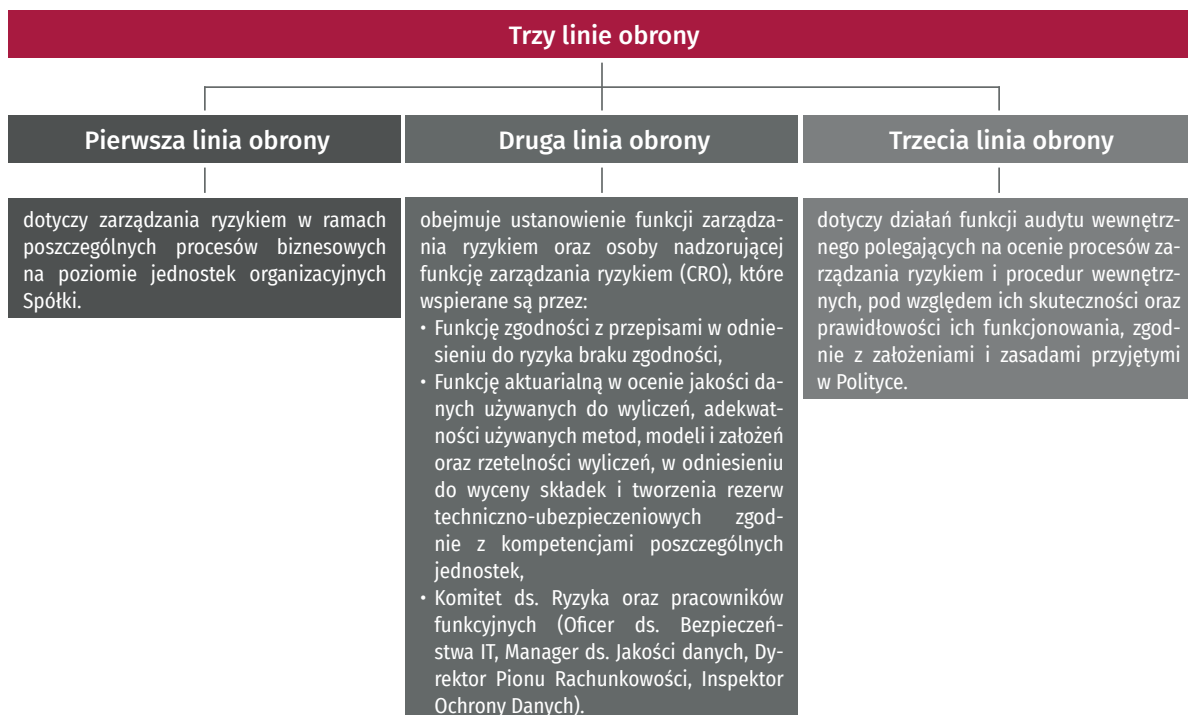 Trzy linie obrony
Pierwsza linia obrony
dotyczy zarządzania ryzykiem w ramach
poszczególnych procesów biznesowych
na poziomie jednostek organizacyjnych
Spółki.
Druga linia obrony
obejmuje ustanowienie funkcji zarządza-
nia ryzykiem oraz osoby nadzorującej
funkcję zarządzania ryzykiem (CRO), które
wspierane są przez:
• Funkcję zgodności z przepisami w odnie-
sieniu do ryzyka braku zgodności,
• Funkcję aktuarialną w ocenie jakości da-
nych używanych do wyliczeń, adekwat-
ności używanych metod, modeli i założeń
oraz rzetelności wyliczeń, w odniesieniu
do wyceny składek i tworzenia rezerw
techniczno-ubezpieczeniowych zgod-
nie z kompetencjami poszczególnych
jednostek,
• Komitet ds. Ryzyka oraz pracowników
funkcyjnych (Oficer ds. Bezpieczeń-
stwa IT, Manager ds. Jakości danych, Dy-
rektor Pionu Rachunkowości, Inspektor
Ochrony Danych).
Trzecia linia obrony
dotyczy działań funkcji audytu wewnętrz-
nego polegających na ocenie procesów za-
rządzania ryzykiem i procedur wewnętrz-
nych, pod względem ich skuteczności oraz
prawidłowości ich funkcjonowania, zgod-
nie z założeniami i zasadami przyjętymi
w Polityce.